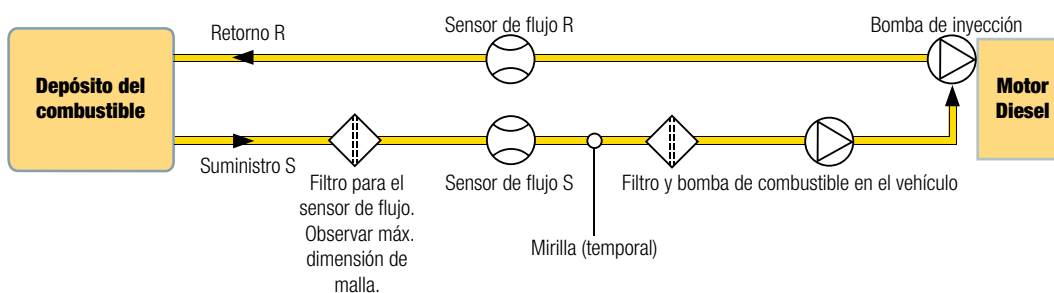 Retorno R
Sensor de flujo R
Bomba de inyección
Depósito del
combustible
Motor
Diesel
Suministro S
Filtro para el
sensor de flujo.
Observar máx.
dimensión de
malla.
Sensor de flujo S
Filtro y bomba de combustible en el vehículo
Mirilla (temporal)